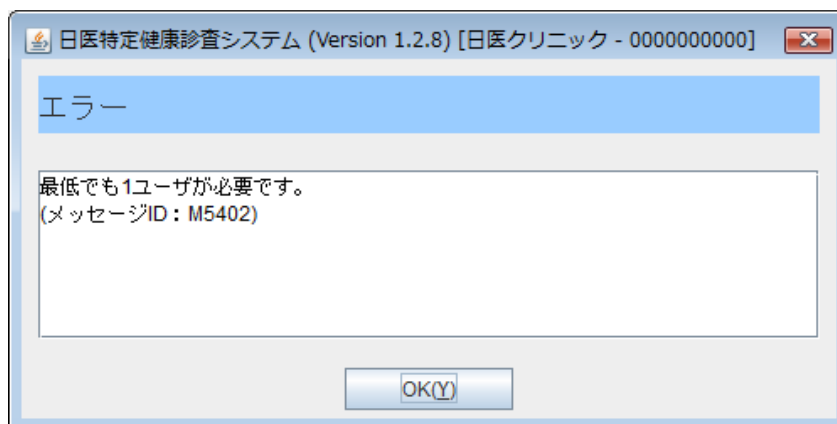 日医特定健康診査システム (Version 1.2.8) [日医クリニック - 0000000000]
エラー
最低でも1ユーザが必要です。
(メッセージID：M5402)
OK(Y)